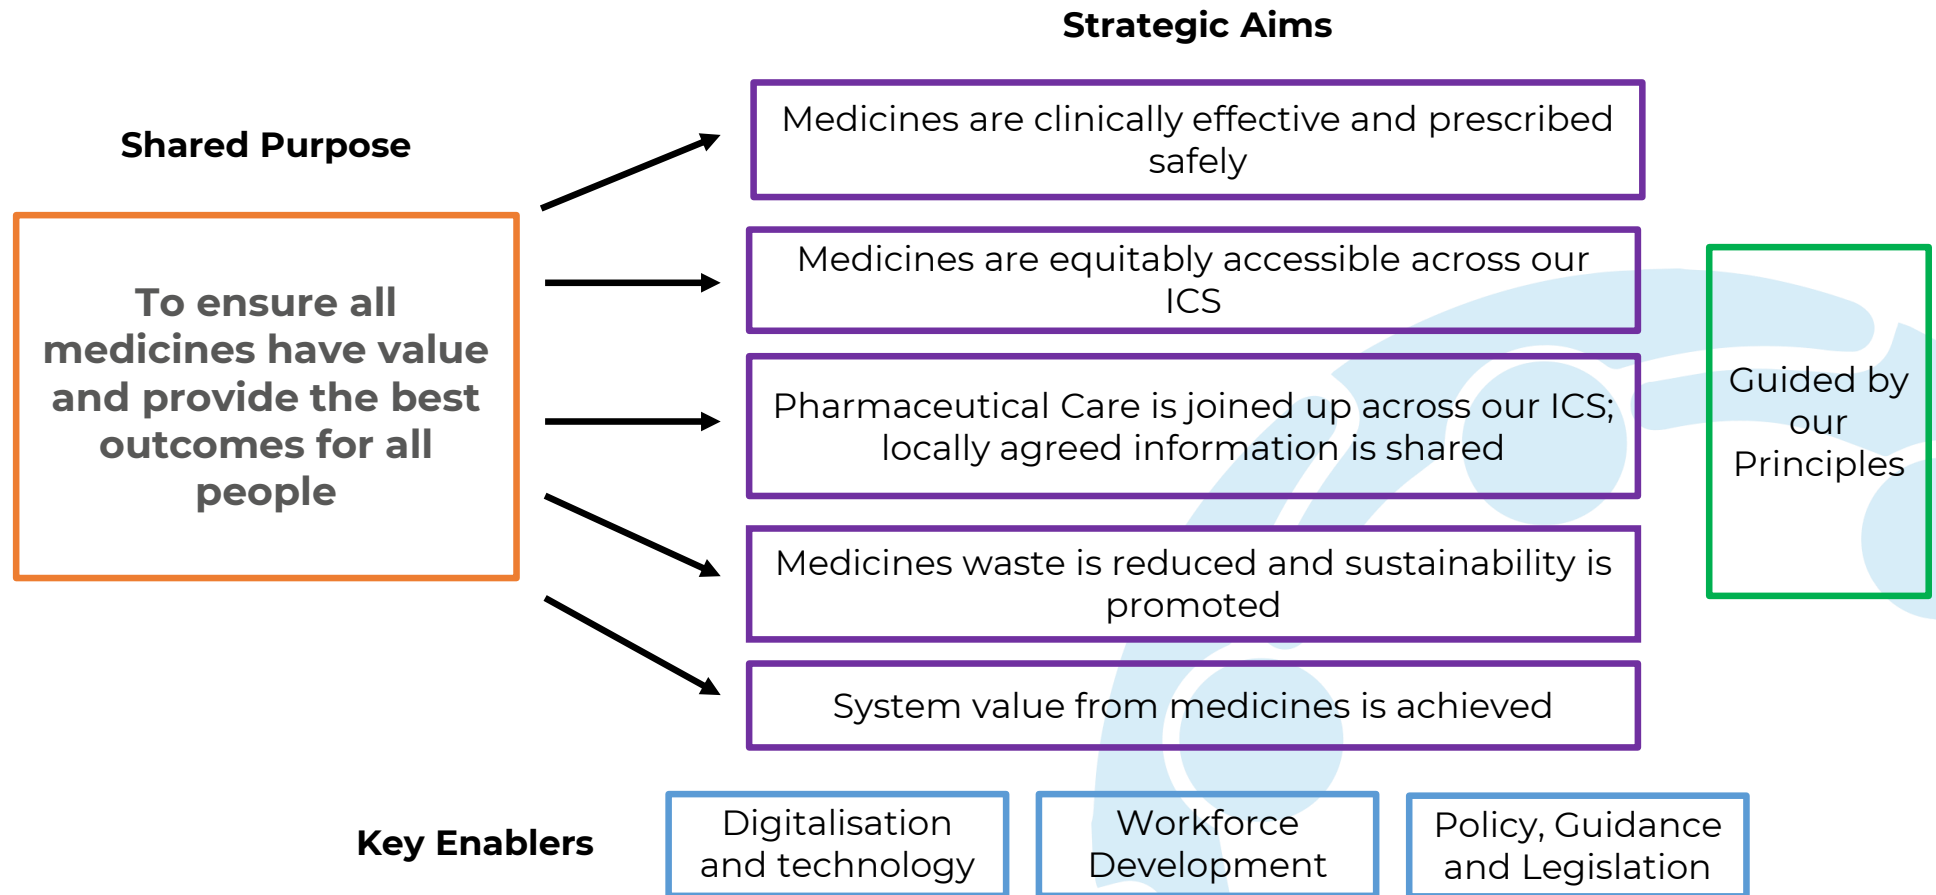 Strategic Aims
Shared Purpose
To ensure all
medicines have value
and provide the best
outcomes for all
people
Medicines are clinically effective and prescribed
safely
Medicines are equitably accessible across our
ICS
Pharmaceutical Care is joined up across our ICS;
locally agreed information is shared
Medicines waste is reduced and sustainability is
promoted
System value from medicines is achieved
Guided by
our
Principles
Key Enablers
Digitalisation
and technology
Workforce
Development
Policy, Guidance
and Legislation